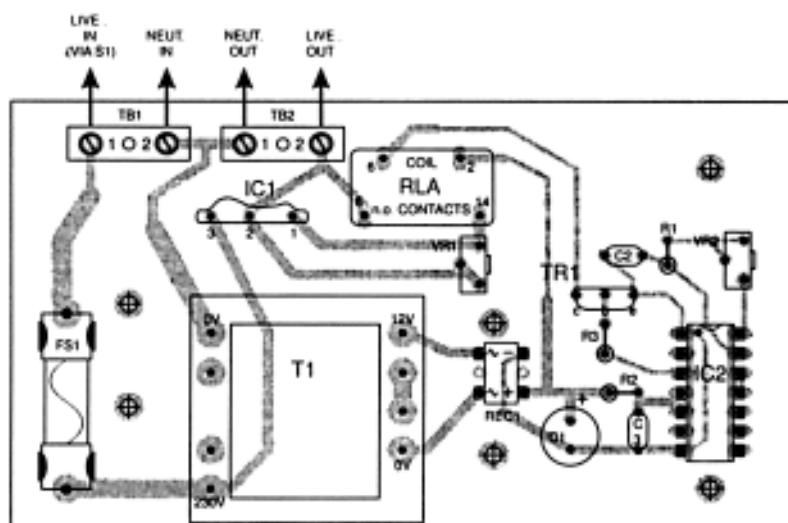 LIVE. IN (VIA S1)
NEUT. IN
NEUT. OUT
LIVE. OUT
TB1
TB2
1 2
1 2
6 COIL 2
RLA
n.o. CONTACTS 14
IC1
3 2 1
VR1
TR1
C2
R1
VR2
R3
0V
12V
FS1
T1
IC2
REC1
R2
0V
230V